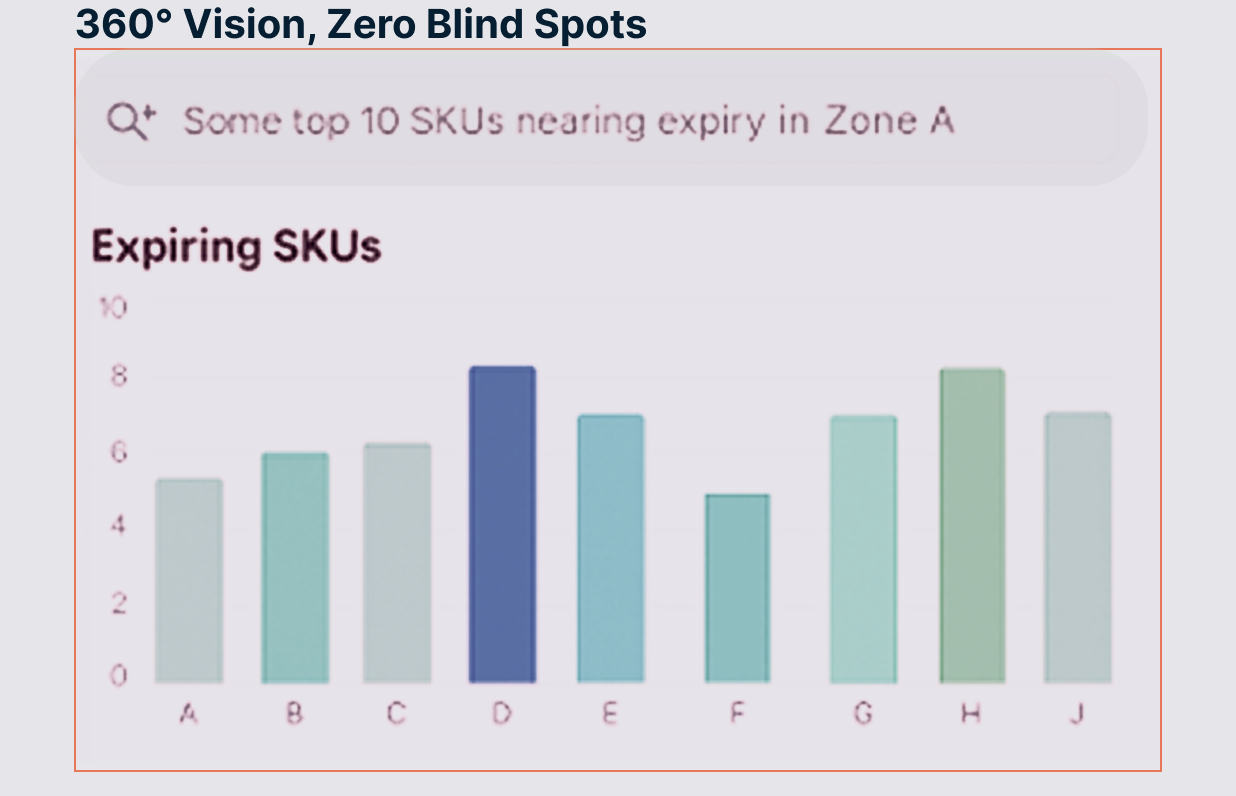 360° Vision, Zero Blind Spots
Some top 10 SKUs nearing expiry in Zone A
Expiring SKUs
10
8
6
4
2
0
A B C D E F G H J